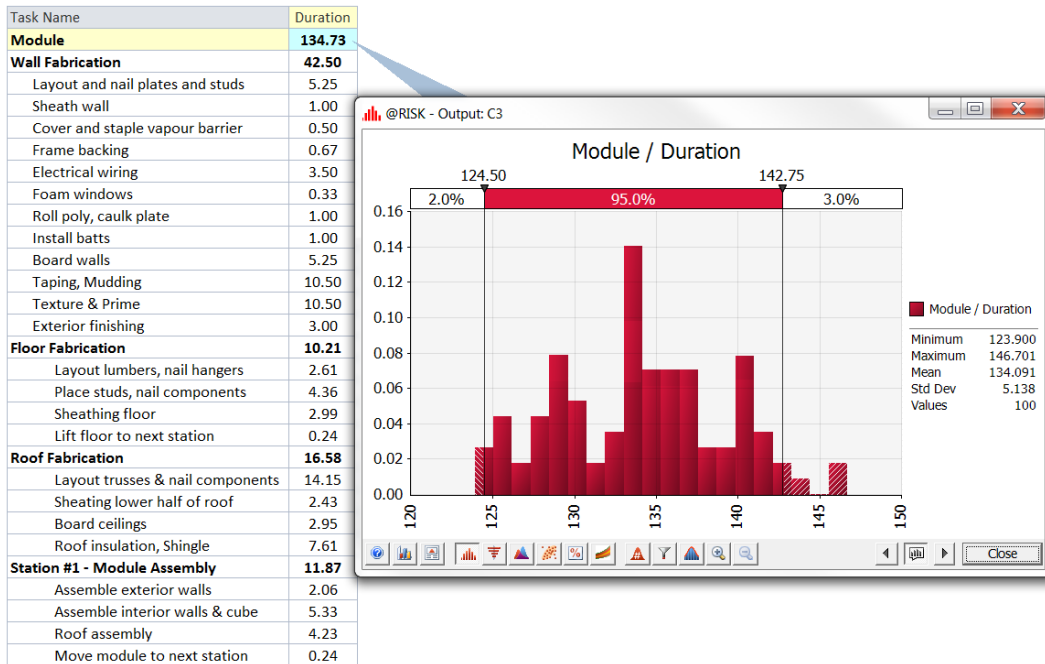 Task Name Duration
Module 134.73
Wall Fabrication 42.50
Layout and nail plates and studs 5.25
Sheath wall 1.00
Cover and staple vapour barrier 0.50
Frame backing 0.67
Electrical wiring 3.50
Foam windows 0.33
Roll poly, caulk plate 1.00
Install batts 1.00
Board walls 5.25
Taping, Mudding 10.50
Texture & Prime 10.50
Exterior finishing 3.00
Floor Fabrication 10.21
Layout lumbers, nail hangers 2.61
Place studs, nail components 4.36
Sheathing floor 2.99
Lift floor to next station 0.24
Roof Fabrication 16.58
Layout trusses & nail components 14.15
Sheating lower half of roof 2.43
Board ceilings 2.95
Roof insulation, Shingle 7.61
Station #1 - Module Assembly 11.87
Assemble exterior walls 2.06
Assemble interior walls & cube 5.33
Roof assembly 4.23
Move module to next station 0.24
@RISK - Output: C3
Module / Duration
124.50 142.75
2.0% 95.0% 3.0%
0.16
0.14
0.12
0.10
0.08
0.06
0.04
0.02
0.00
120 125 130 135 140 145 150
Module / Duration
Minimum 123.900
Maximum 146.701
Mean 134.091
Std Dev 5.138
Values 100
Close